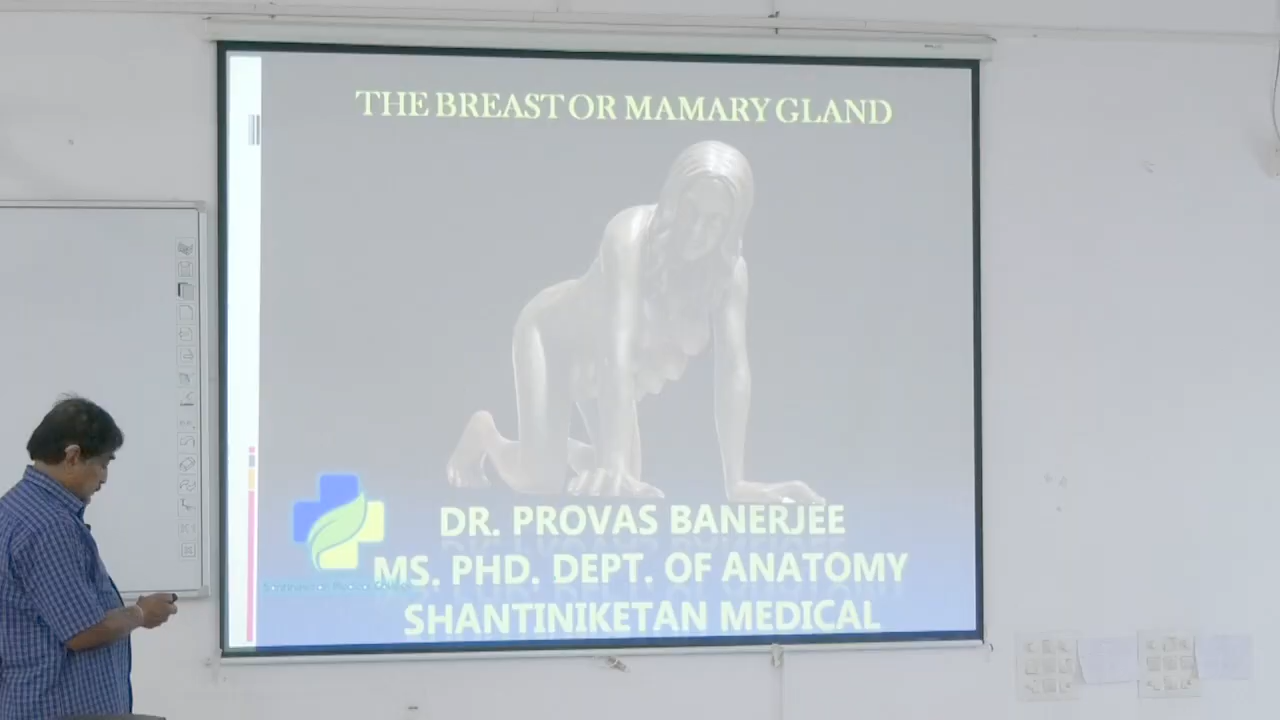 THE BREAST OR MAMARY GLAND
DR. PROVAS BANERJEE
MS. PHD. DEPT. OF ANATOMY
SHANTINIKETAN MEDICAL